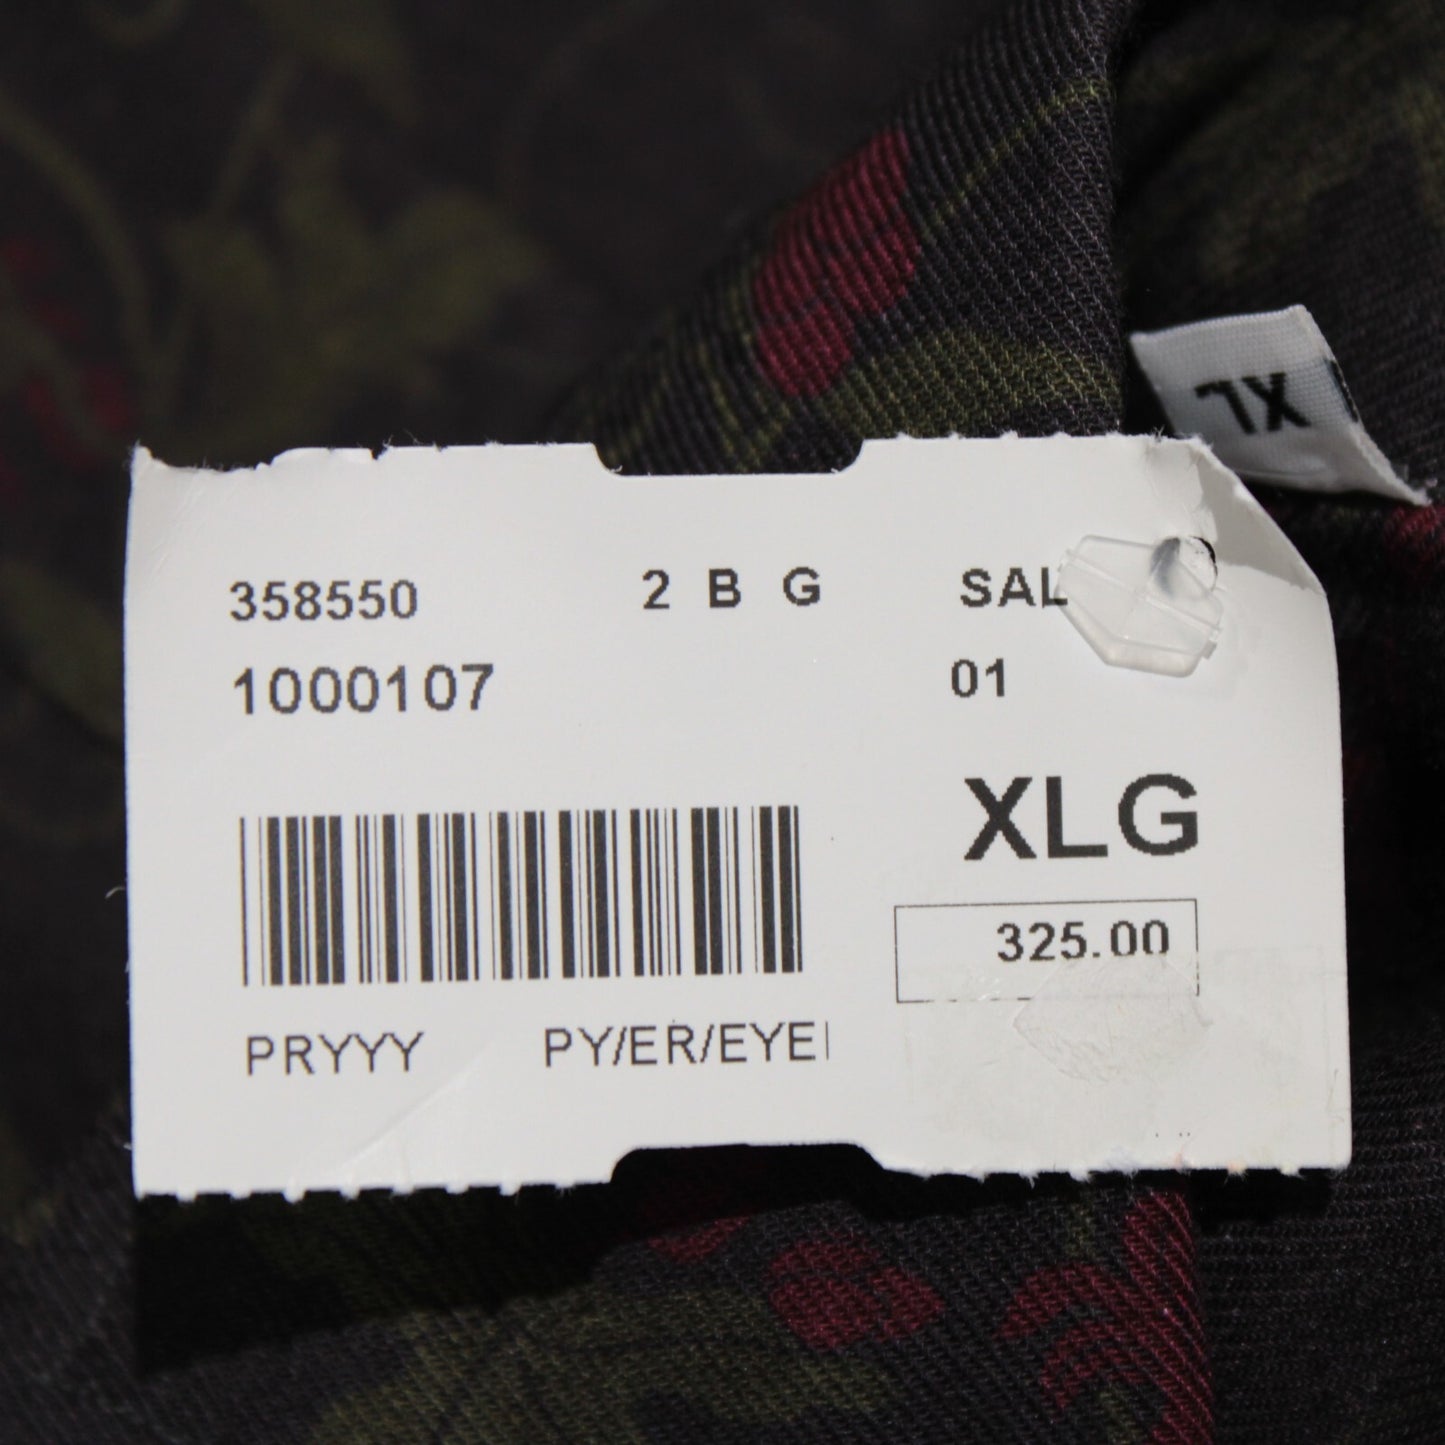 XL
358550 2 B G SAL
1000107 01
XLG
325.00
PRYYY PY/ER/EYE